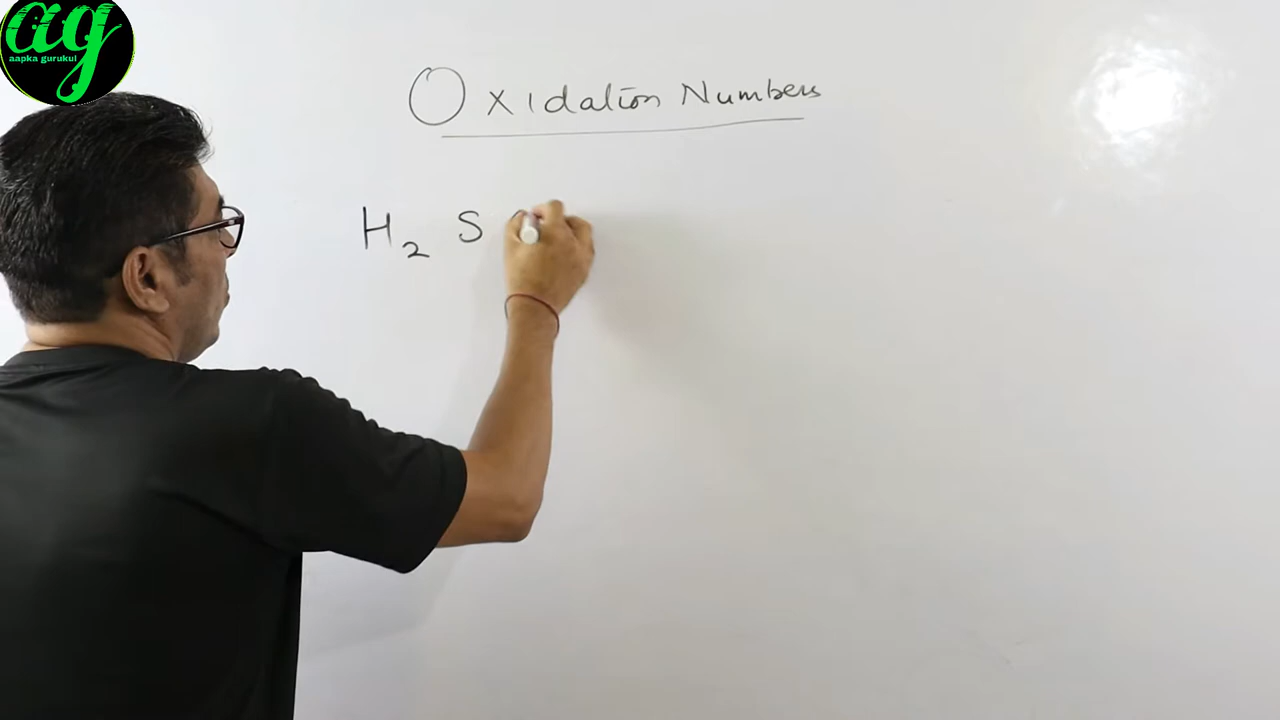 ag
aapka gurukul
Oxidation Numbers
H₂ S